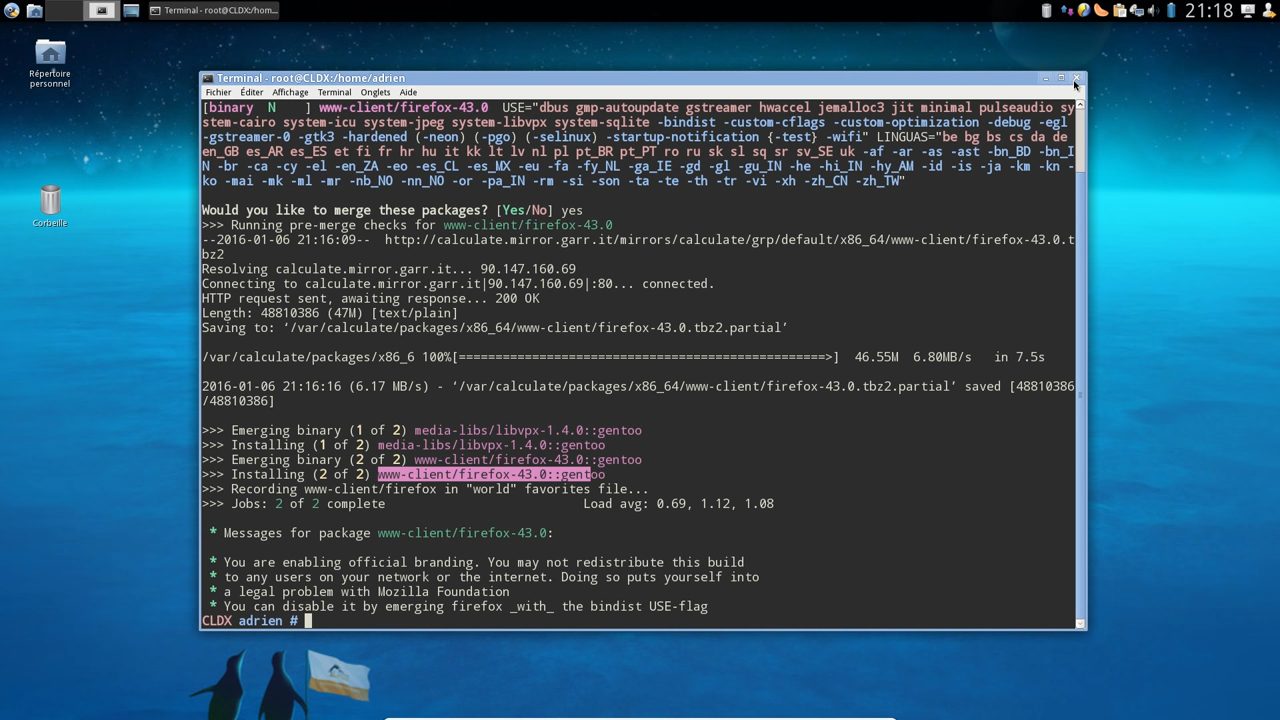 Terminal - root@CLDX:/hom...
21:18
Répertoire
personnel
Corbeille
Terminal - root@CLDX:/home/adrien
Fichier Éditer Affichage Terminal Onglets Aide
[binary  N    ] www-client/firefox-43.0  USE="dbus gmp-autoupdate gstreamer hwaccel jemalloc3 jit minimal pulseaudio sy
stem-cairo system-icu system-jpeg system-libvpx system-sqlite -bindist -custom-cflags -custom-optimization -debug -egl
-gstreamer-0 -gtk3 -hardened (-neon) (-pgo) (-selinux) -startup-notification {-test} -wifi" LINGUAS="be bg bs cs da de
en_GB es_AR es_ES et fi fr hr hu it kk lt lv nl pl pt_BR pt_PT ro ru sk sl sq sr sv_SE uk -af -ar -as -ast -bn_BD -bn_I
N -br -ca -cy -el -en_ZA -eo -es_CL -es_MX -eu -fa -fy_NL -ga_IE -gd -gl -gu_IN -he -hi_IN -hy_AM -id -is -ja -km -kn -
ko -mai -mk -ml -mr -nb_NO -nn_NO -or -pa_IN -rm -si -son -ta -te -th -tr -vi -xh -zh_CN -zh_TW"
Would you like to merge these packages? [Yes/No] yes
>>> Running pre-merge checks for www-client/firefox-43.0
--2016-01-06 21:16:09--  http://calculate.mirror.garr.it/mirrors/calculate/grp/default/x86_64/www-client/firefox-43.0.t
bz2
Resolving calculate.mirror.garr.it... 90.147.160.69
Connecting to calculate.mirror.garr.it|90.147.160.69|:80... connected.
HTTP request sent, awaiting response... 200 OK
Length: 48810386 (47M) [text/plain]
Saving to: ‘/var/calculate/packages/x86_64/www-client/firefox-43.0.tbz2.partial’
/var/calculate/packages/x86_6 100%[==================================================>]  46.55M  6.80MB/s   in 7.5s
2016-01-06 21:16:16 (6.17 MB/s) - ‘/var/calculate/packages/x86_64/www-client/firefox-43.0.tbz2.partial’ saved [48810386
/48810386]
>>> Emerging binary (1 of 2) media-libs/libvpx-1.4.0::gentoo
>>> Installing (1 of 2) media-libs/libvpx-1.4.0::gentoo
>>> Emerging binary (2 of 2) www-client/firefox-43.0::gentoo
>>> Installing (2 of 2) www-client/firefox-43.0::gentoo
>>> Recording www-client/firefox in "world" favorites file...
>>> Jobs: 2 of 2 complete                           Load avg: 0.69, 1.12, 1.08
* Messages for package www-client/firefox-43.0:
* You are enabling official branding. You may not redistribute this build
* to any users on your network or the internet. Doing so puts yourself into
* a legal problem with Mozilla Foundation
* You can disable it by emerging firefox _with_ the bindist USE-flag
CLDX adrien #